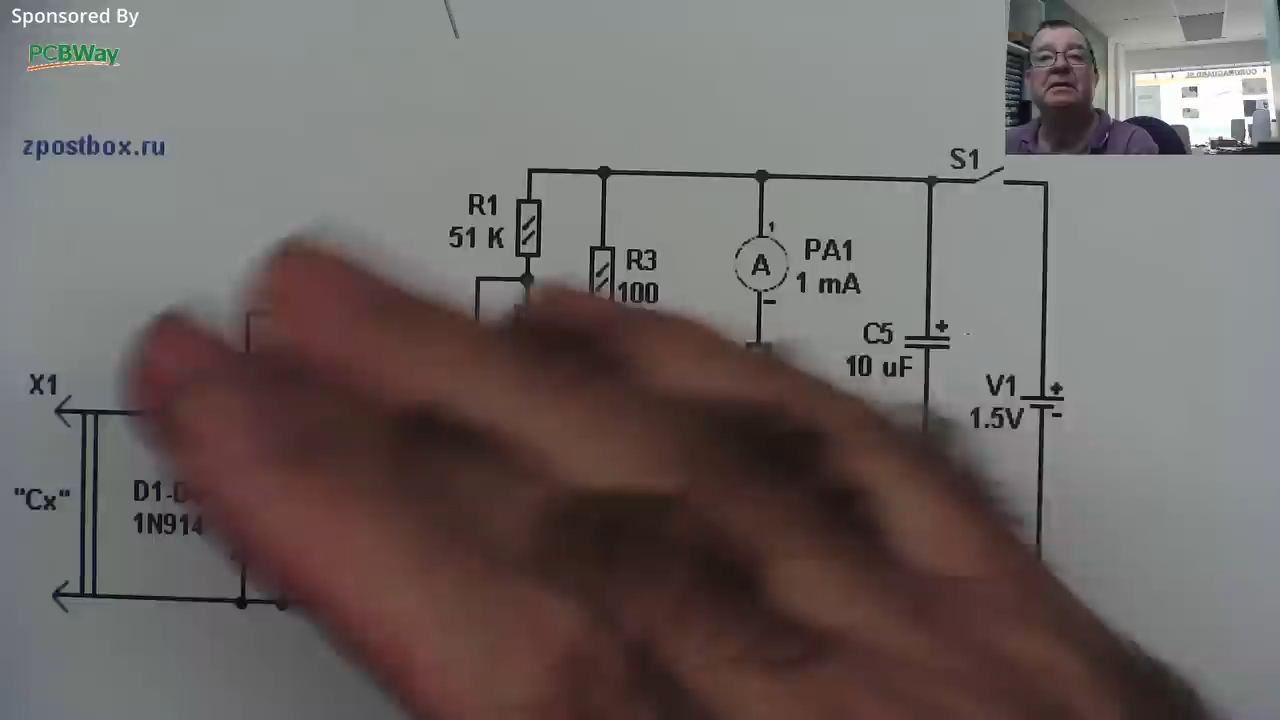 Sponsored By
PCBWay
zpostbox.ru
S1
R1
51 K
R3
100
A
PA1
1 mA
+
C5
10 uF
X1
V1
1.5V
+
-
"Cx"
D1-D
1N914